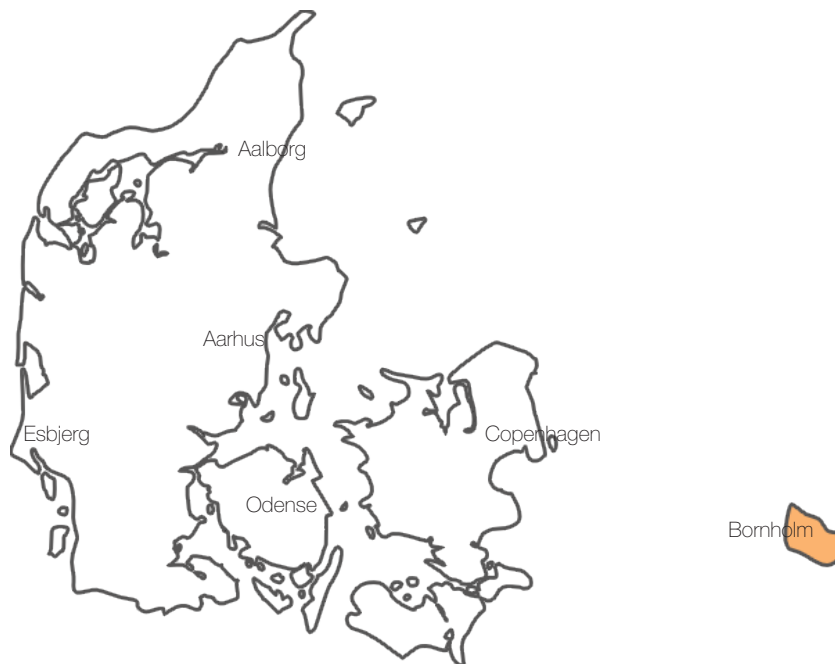 Aalborg
Aarhus
Esbjerg
Copenhagen
Odense
Bornholm